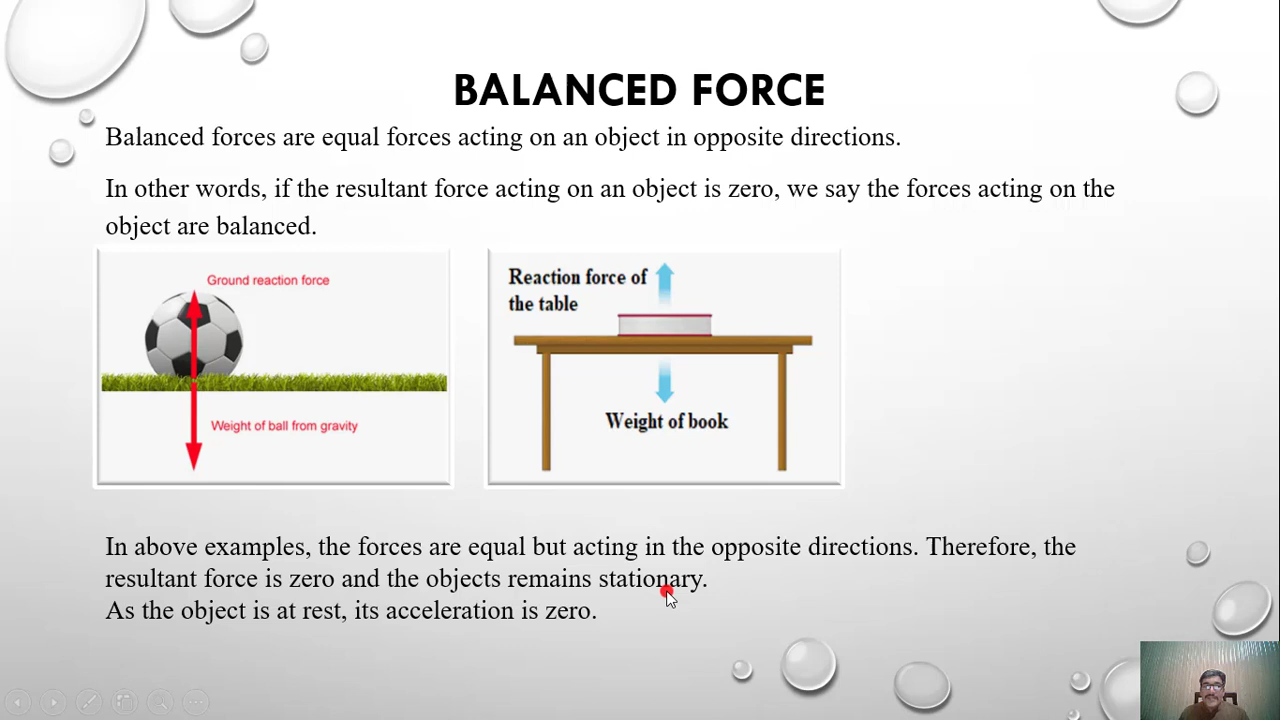 BALANCED FORCE
Balanced forces are equal forces acting on an object in opposite directions.
In other words, if the resultant force acting on an object is zero, we say the forces acting on the
object are balanced.
Ground reaction force
Weight of ball from gravity
Reaction force of
the table
Weight of book
In above examples, the forces are equal but acting in the opposite directions. Therefore, the
resultant force is zero and the objects remains stationary.
As the object is at rest, its acceleration is zero.